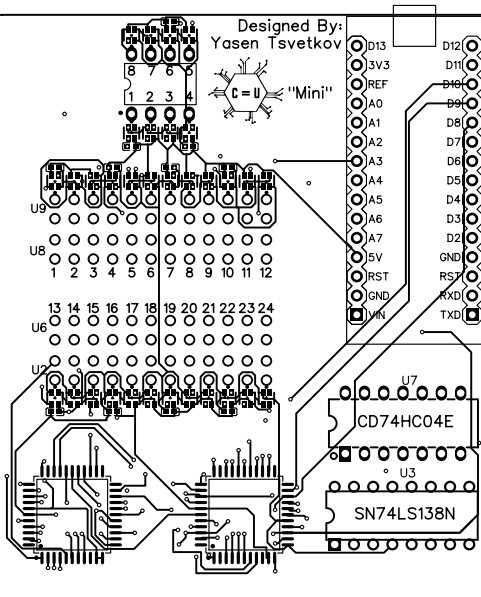 Designed By:
Yasen Tsvetkov
C=U "Mini"
8 7 6 5
1 2 3 4
D13 D12
3V3 D11
REF D10
A0 D9
A1 D8
A2 D7
A3 D6
A4 D5
A5 D4
A6 D3
A7 D2
5V GND
RST RST
GND RXD
VIN TXD
U9
U8
1 2 3 4 5 6 7 8 9 10 11 12
13 14 15 16 17 18 19 20 21 22 23 24
U6
U2
U7
CD74HC04E
U3
SN74LS138N